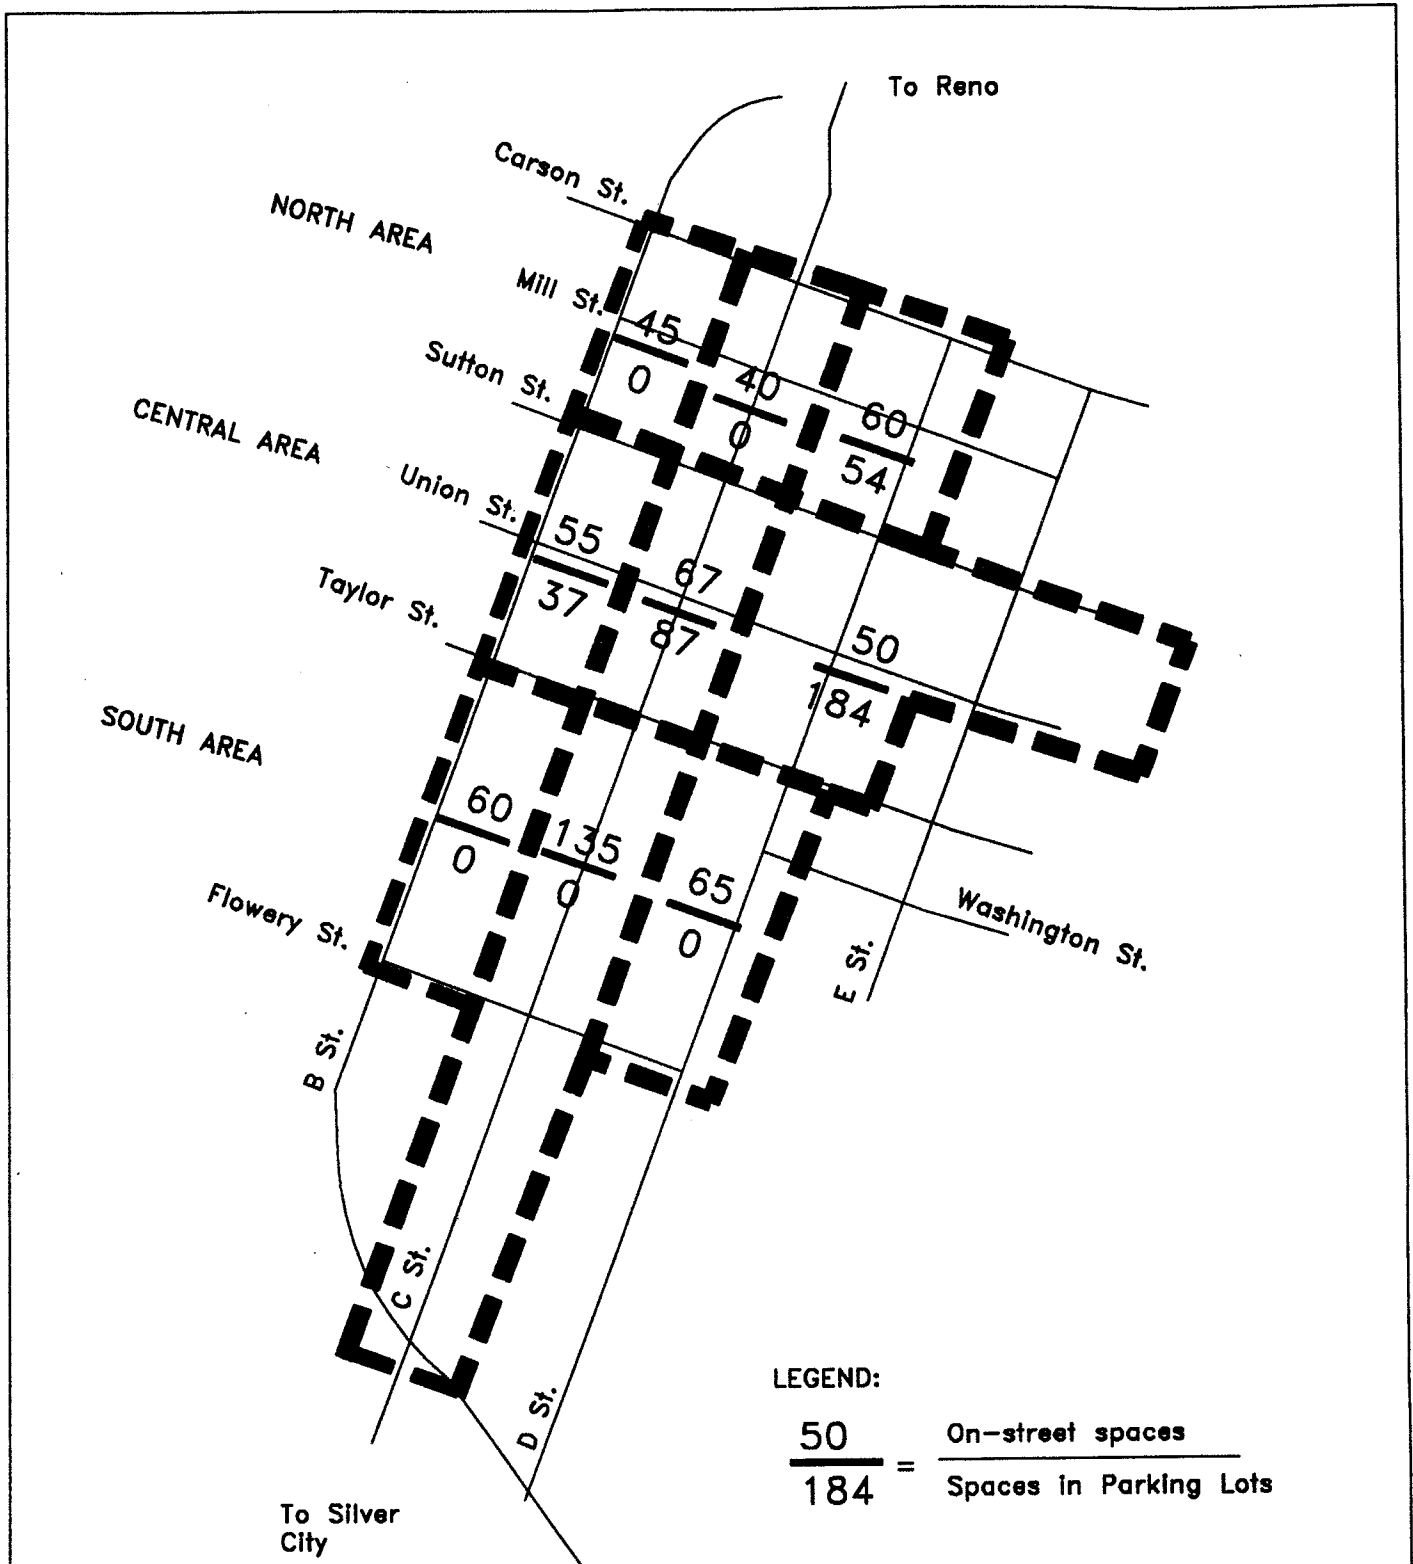 To Reno
Carson St.
NORTH AREA
Mill St.
45
0
Sutton St.
40
0
60
54
CENTRAL AREA
Union St.
55
37
67
87
Taylor St.
50
184
SOUTH AREA
60
0
135
0
65
0
Flowery St.
Washington St.
E St.
B St.
C St.
D St.
LEGEND:
50 On-street spaces
=
184 Spaces in Parking Lots
To Silver
City